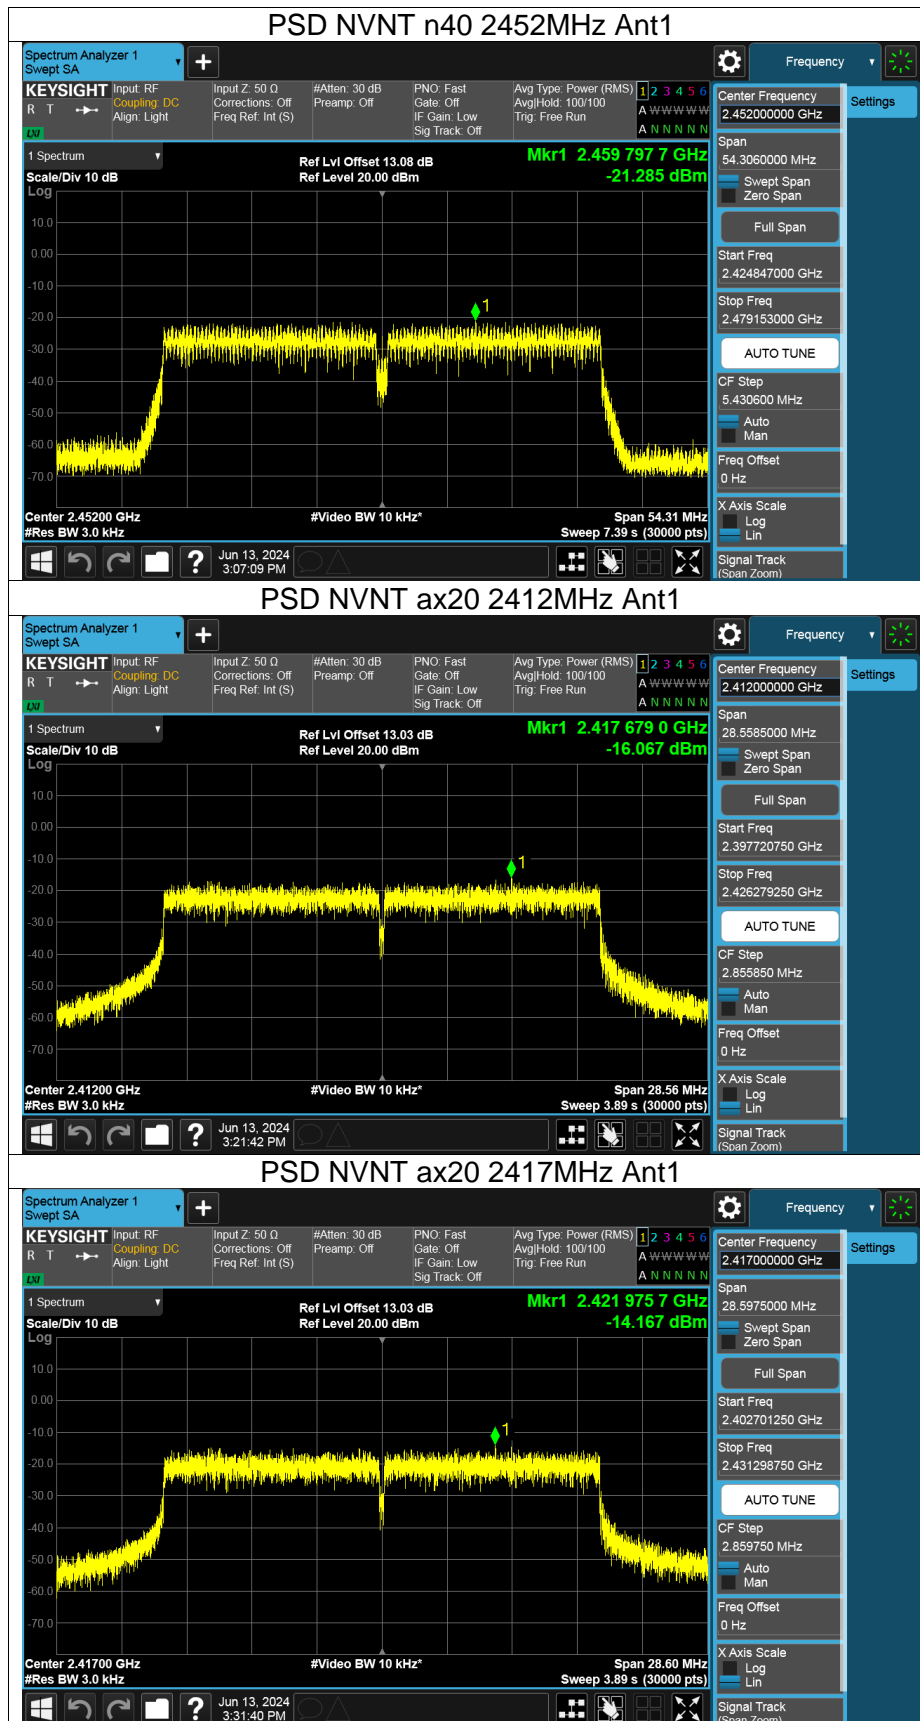 PSD NVNT n40 2452MHz Ant1
Spectrum Analyzer 1
Swept SA
Frequency
KEYSIGHT
R T
LXI
Input: RF
Coupling: DC
Align: Light
Input Z: 50 Ω
Corrections: Off
Freq Ref: Int (S)
#Atten: 30 dB
Preamp: Off
PNO: Fast
Gate: Off
IF Gain: Low
Sig Track: Off
Avg Type: Power (RMS)
Avg|Hold: 100/100
Trig: Free Run
1 2 3 4 5 6
A W W W W W
A N N N N N
Center Frequency
2.452000000 GHz
Settings
1 Spectrum
Scale/Div 10 dB
Log
Ref Lvl Offset 13.08 dB
Ref Level 20.00 dBm
Mkr1 2.459 797 7 GHz
-21.285 dBm
10.0
0.00
-10.0
-20.0
-30.0
-40.0
-50.0
-60.0
-70.0
1
Center 2.45200 GHz
#Res BW 3.0 kHz
#Video BW 10 kHz*
Span 54.31 MHz
Sweep 7.39 s (30000 pts)
Span
54.3060000 MHz
Swept Span
Zero Span
Full Span
Start Freq
2.424847000 GHz
Stop Freq
2.479153000 GHz
AUTO TUNE
CF Step
5.430600 MHz
Auto
Man
Freq Offset
0 Hz
X Axis Scale
Log
Lin
Signal Track
(Span Zoom)
?
Jun 13, 2024
3:07:09 PM
PSD NVNT ax20 2412MHz Ant1
Spectrum Analyzer 1
Swept SA
Frequency
KEYSIGHT
R T
LXI
Input: RF
Coupling: DC
Align: Light
Input Z: 50 Ω
Corrections: Off
Freq Ref: Int (S)
#Atten: 30 dB
Preamp: Off
PNO: Fast
Gate: Off
IF Gain: Low
Sig Track: Off
Avg Type: Power (RMS)
Avg|Hold: 100/100
Trig: Free Run
1 2 3 4 5 6
A W W W W W
A N N N N N
Center Frequency
2.412000000 GHz
Settings
1 Spectrum
Scale/Div 10 dB
Log
Ref Lvl Offset 13.03 dB
Ref Level 20.00 dBm
Mkr1 2.417 679 0 GHz
-16.067 dBm
10.0
0.00
-10.0
-20.0
-30.0
-40.0
-50.0
-60.0
-70.0
1
Center 2.41200 GHz
#Res BW 3.0 kHz
#Video BW 10 kHz*
Span 28.56 MHz
Sweep 3.89 s (30000 pts)
Span
28.5585000 MHz
Swept Span
Zero Span
Full Span
Start Freq
2.397720750 GHz
Stop Freq
2.426279250 GHz
AUTO TUNE
CF Step
2.855850 MHz
Auto
Man
Freq Offset
0 Hz
X Axis Scale
Log
Lin
Signal Track
(Span Zoom)
?
Jun 13, 2024
3:21:42 PM
PSD NVNT ax20 2417MHz Ant1
Spectrum Analyzer 1
Swept SA
Frequency
KEYSIGHT
R T
LXI
Input: RF
Coupling: DC
Align: Light
Input Z: 50 Ω
Corrections: Off
Freq Ref: Int (S)
#Atten: 30 dB
Preamp: Off
PNO: Fast
Gate: Off
IF Gain: Low
Sig Track: Off
Avg Type: Power (RMS)
Avg|Hold: 100/100
Trig: Free Run
1 2 3 4 5 6
A W W W W W
A N N N N N
Center Frequency
2.417000000 GHz
Settings
1 Spectrum
Scale/Div 10 dB
Log
Ref Lvl Offset 13.03 dB
Ref Level 20.00 dBm
Mkr1 2.421 975 7 GHz
-14.167 dBm
10.0
0.00
-10.0
-20.0
-30.0
-40.0
-50.0
-60.0
-70.0
1
Center 2.41700 GHz
#Res BW 3.0 kHz
#Video BW 10 kHz*
Span 28.60 MHz
Sweep 3.89 s (30000 pts)
Span
28.5975000 MHz
Swept Span
Zero Span
Full Span
Start Freq
2.402701250 GHz
Stop Freq
2.431298750 GHz
AUTO TUNE
CF Step
2.859750 MHz
Auto
Man
Freq Offset
0 Hz
X Axis Scale
Log
Lin
Signal Track
(Span Zoom)
?
Jun 13, 2024
3:31:40 PM